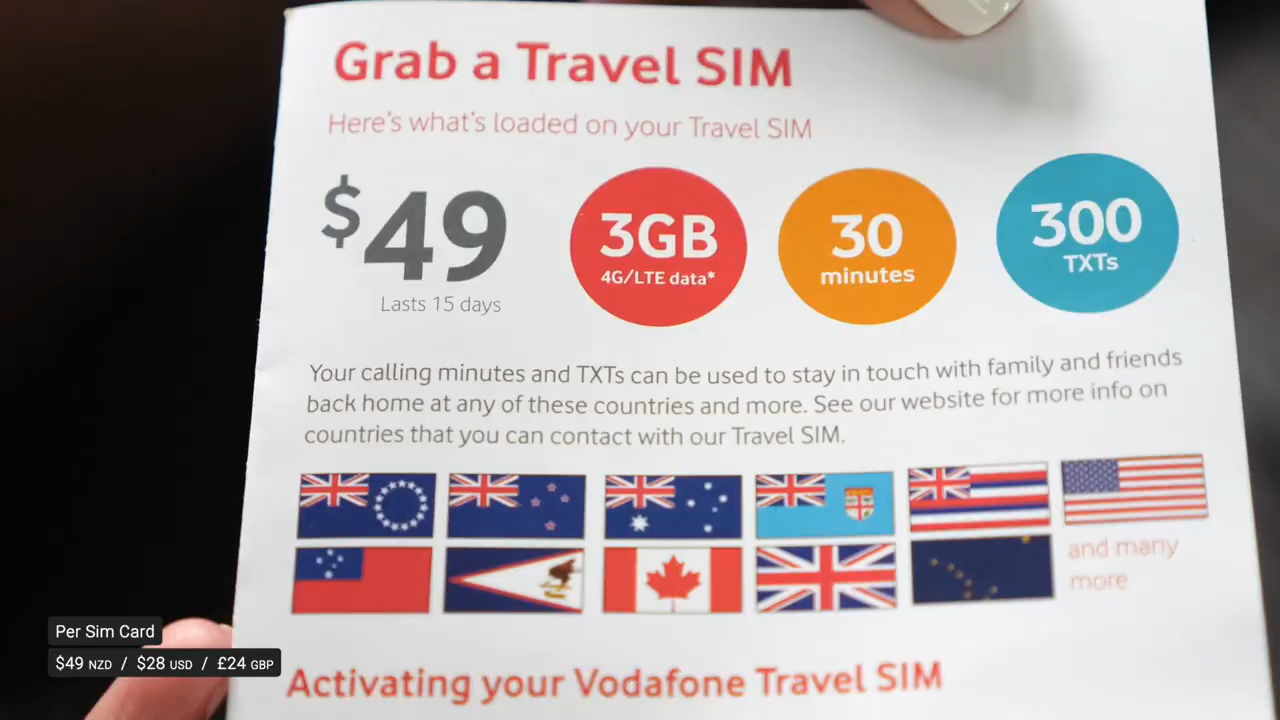 Grab a Travel SIM
Here's what's loaded on your Travel SIM
$49
Lasts 15 days
3GB
4G/LTE data*
30
minutes
300
TXTs
Your calling minutes and TXTs can be used to stay in touch with family and friends
back home at any of these countries and more. See our website for more info on
countries that you can contact with our Travel SIM.
and many
more
Per Sim Card
$49 NZD / $28 USD / £24 GBP
Activating your Vodafone Travel SIM